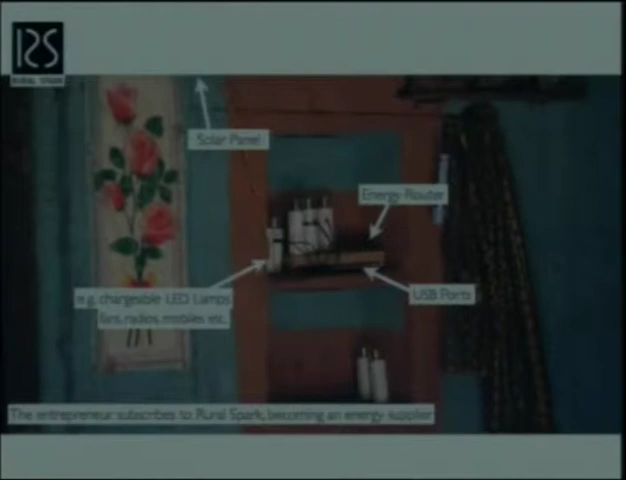 RURAL SPARK
Solar Panel
Energy Router
e.g. chargeable LED Lamps
fans, radios, mobiles etc.
USB Ports
The entrepreneur subscribes to Rural Spark, becoming an energy supplier